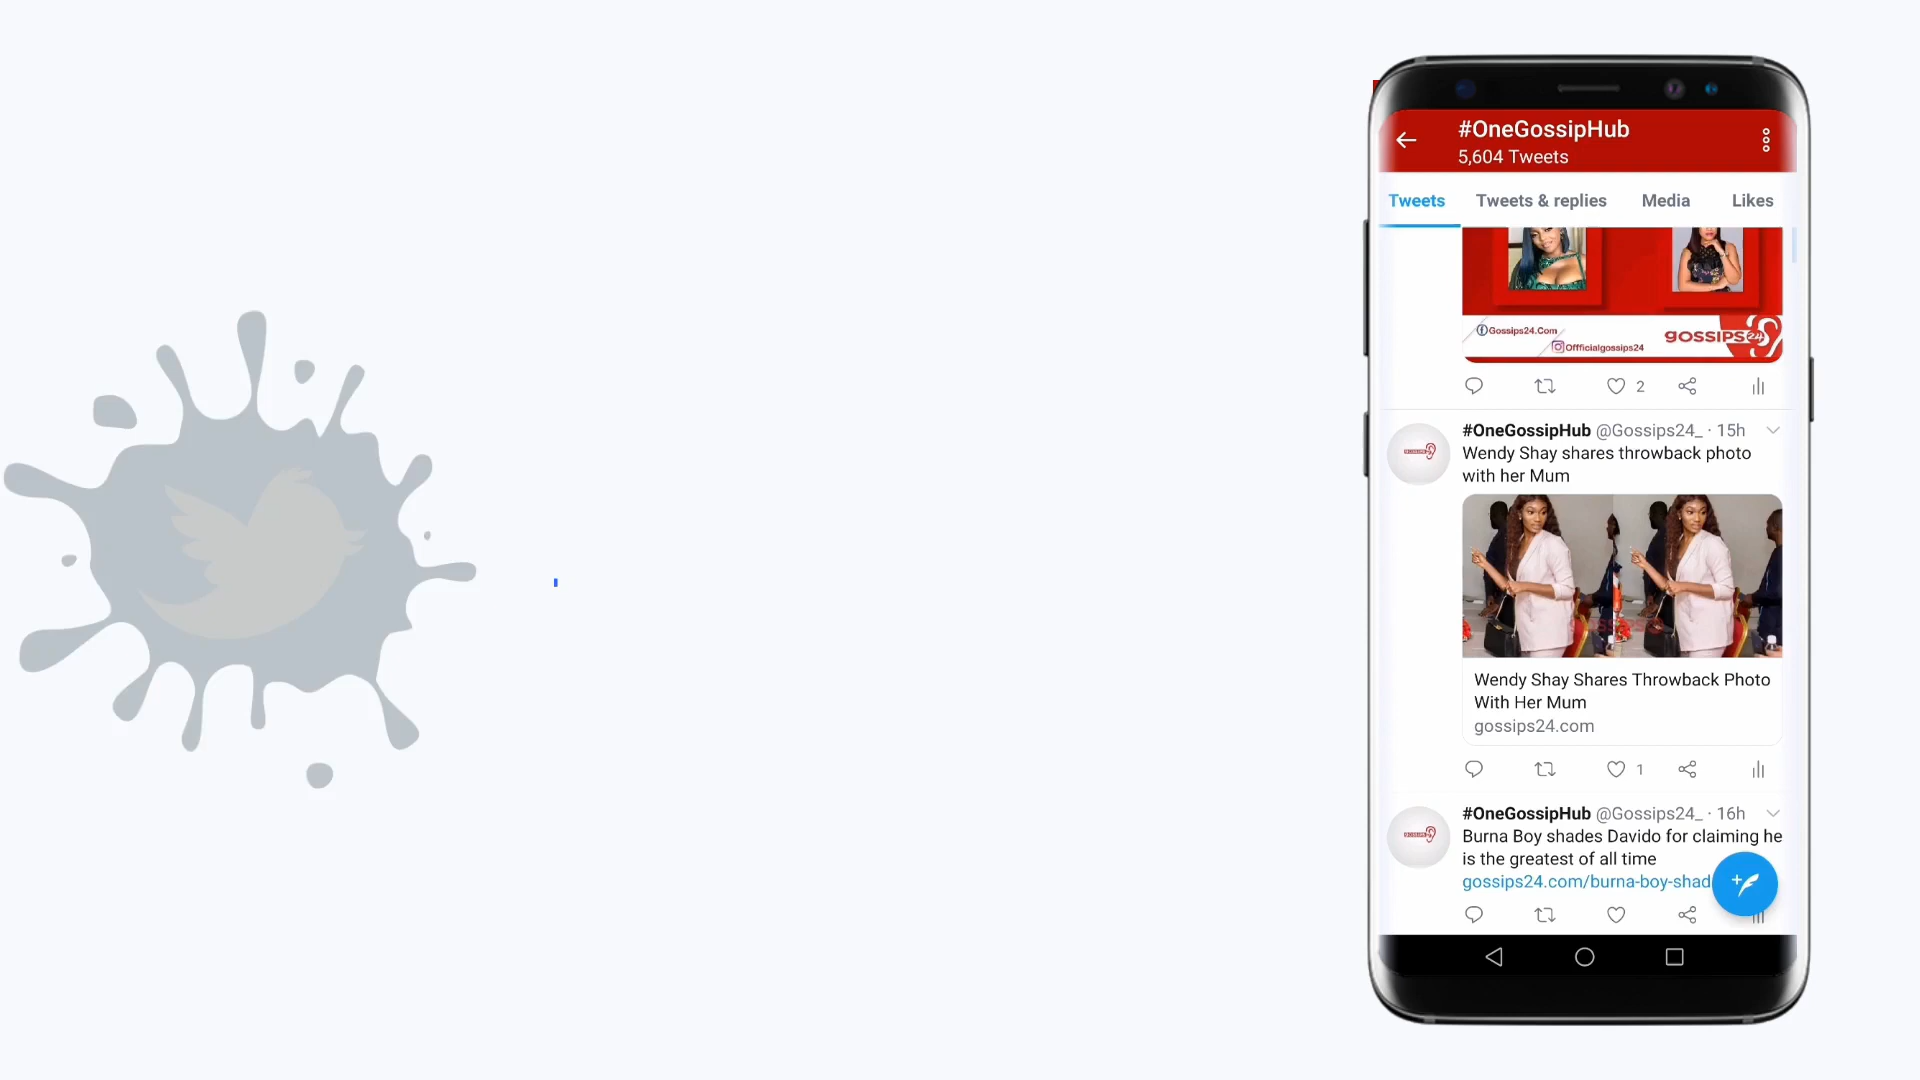 #OneGossipHub
5,604 Tweets
Tweets
Tweets & replies
Media
Likes
Gossips24.Com
Offficialgossips24
gossips24
2
#OneGossipHub @Gossips24_ · 15h
Wendy Shay shares throwback photo
with her Mum
Wendy Shay Shares Throwback Photo
With Her Mum
gossips24.com
1
#OneGossipHub @Gossips24_ · 16h
Burna Boy shades Davido for claiming he
is the greatest of all time
gossips24.com/burna-boy-shad